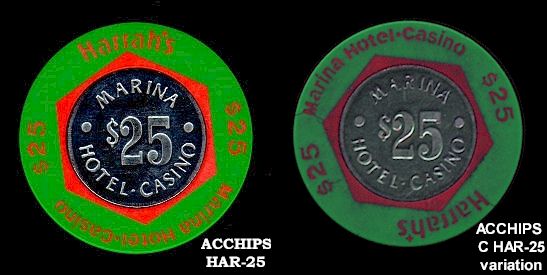 Harrah's
$25
$25
Marina Hotel-Casino
MARINA
$25
HOTEL-CASINO
ACCHIPS
HAR-25
Marina Hotel-Casino
$25
$25
Harrah's
MARINA
$25
HOTEL-CASINO
ACCHIPS
C HAR-25
variation